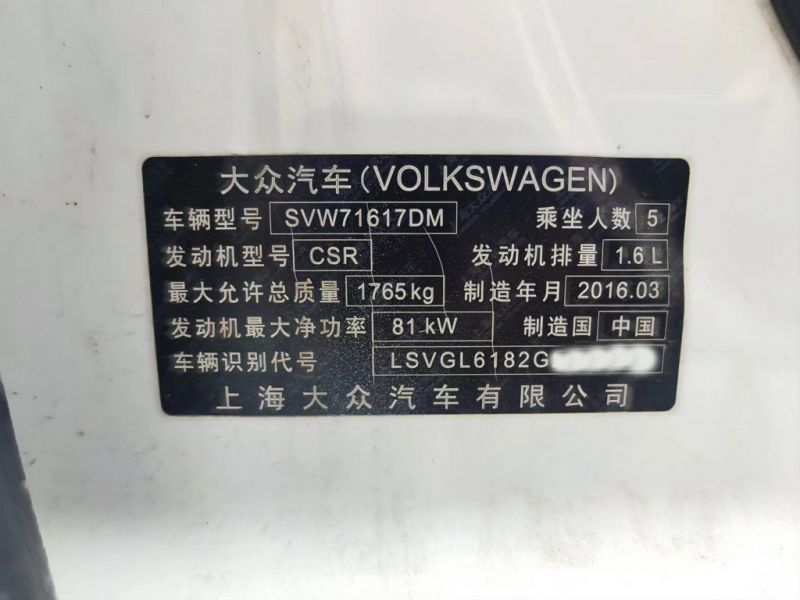 大众汽车(VOLKSWAGEN)
车辆型号 SVW71617DM 乘坐人数 5
发动机型号 CSR 发动机排量 1.6 L
最大允许总质量 1765kg 制造年月 2016.03
发动机最大净功率 81 kW 制造国 中国
车辆识别代号 LSVGL6182G
上海大众汽车有限公司